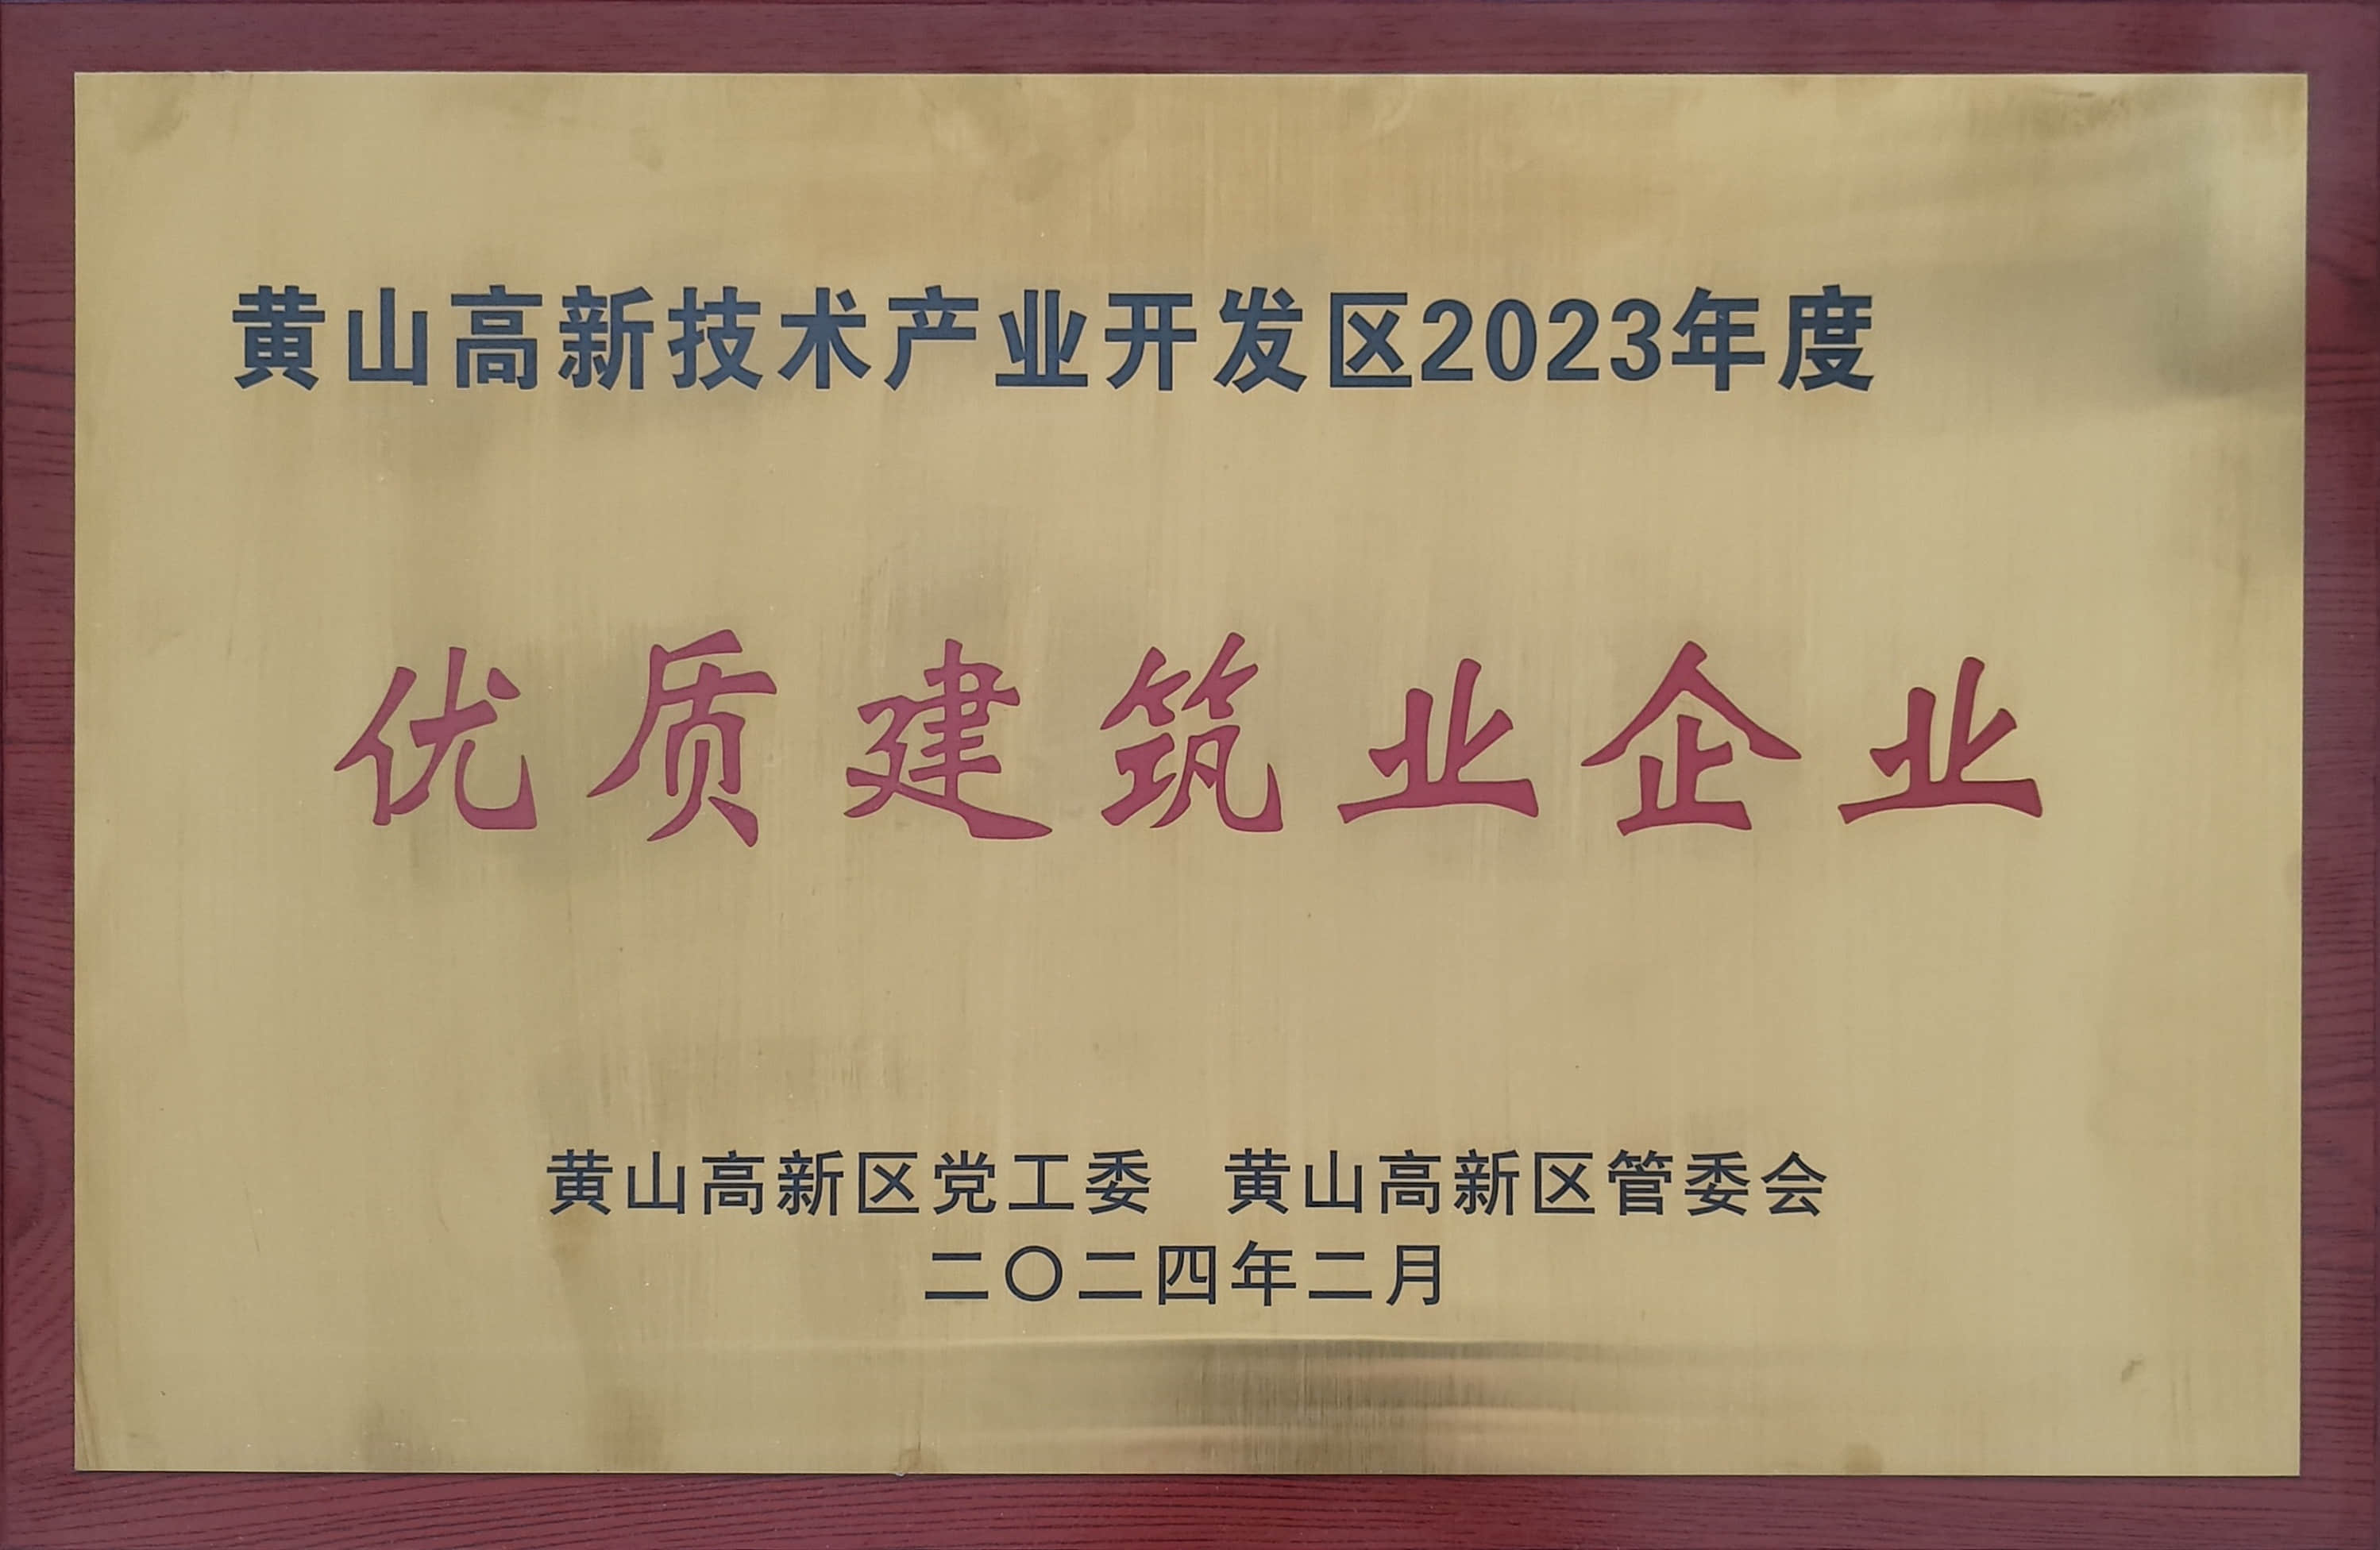 黄山高新技术产业开发区2023年度
优质建筑业企业
黄山高新区党工委 黄山高新区管委会
二〇二四年二月